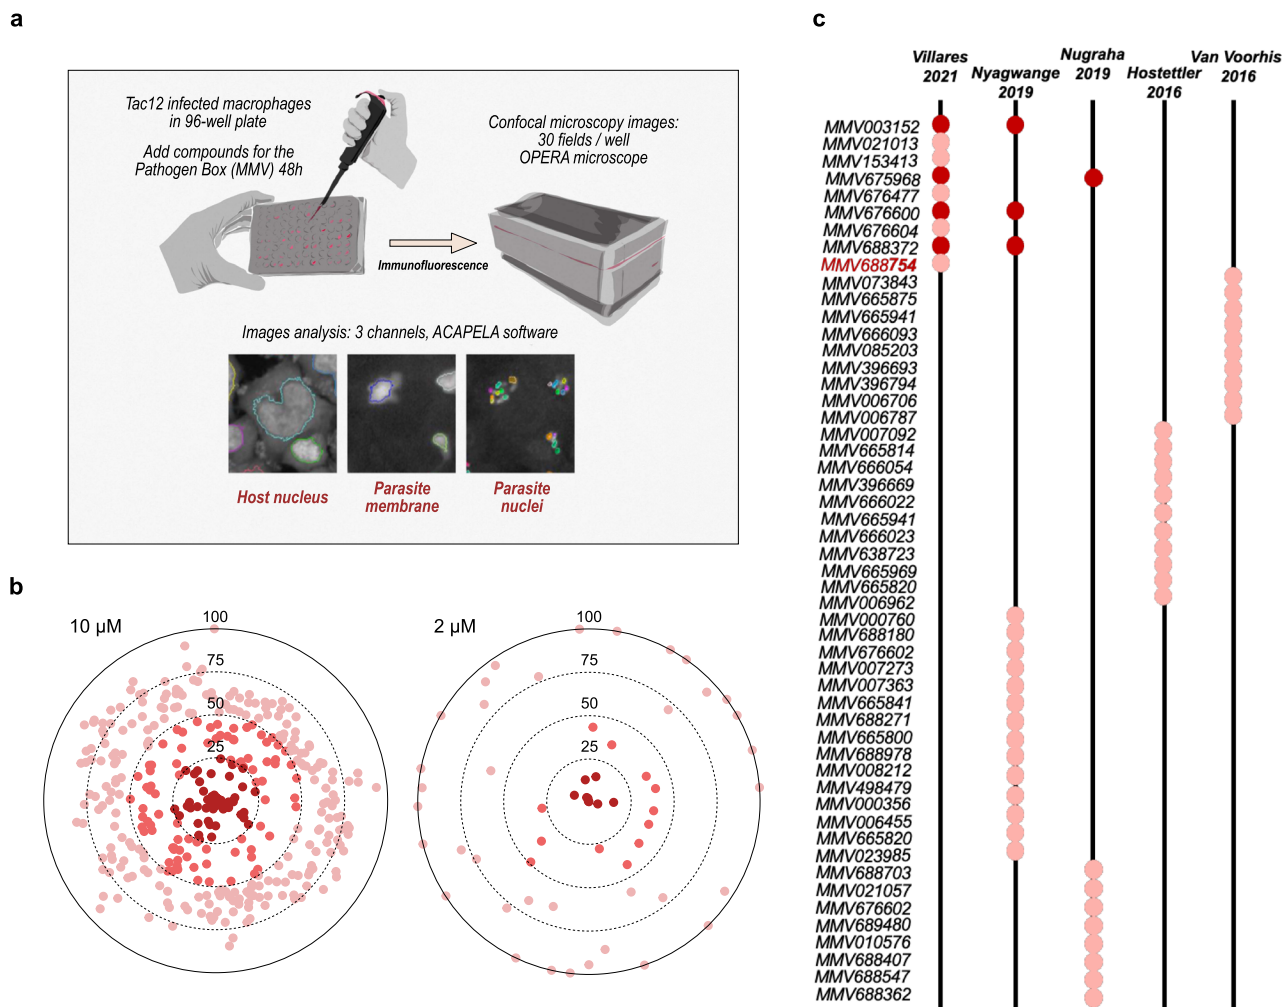 a
Tac12 infected macrophages
in 96-well plate
Add compounds for the
Pathogen Box (MMV) 48h
Confocal microscopy images:
30 fields / well
OPERA microscope
Immunofluorescence
Images analysis: 3 channels, ACAPELA software
Host nucleus
Parasite
membrane
Parasite
nuclei
b
10 µM
100
75
50
25
2 µM
100
75
50
25
c
Villares
2021
Nyagwange
2019
Nugraha
2019
Hostettler
2016
Van Voorhis
2016
MMV003152
MMV021013
MMV153413
MMV675968
MMV676477
MMV676600
MMV676604
MMV688372
MMV688754
MMV073843
MMV665875
MMV665941
MMV666093
MMV085203
MMV396693
MMV396794
MMV006706
MMV006787
MMV007092
MMV665814
MMV666054
MMV396669
MMV666022
MMV665941
MMV666023
MMV638723
MMV665969
MMV665820
MMV006962
MMV000760
MMV688180
MMV676602
MMV007273
MMV007363
MMV665841
MMV688271
MMV665800
MMV688978
MMV008212
MMV498479
MMV000356
MMV006455
MMV665820
MMV023985
MMV688703
MMV021057
MMV676602
MMV689480
MMV010576
MMV688407
MMV688547
MMV688362